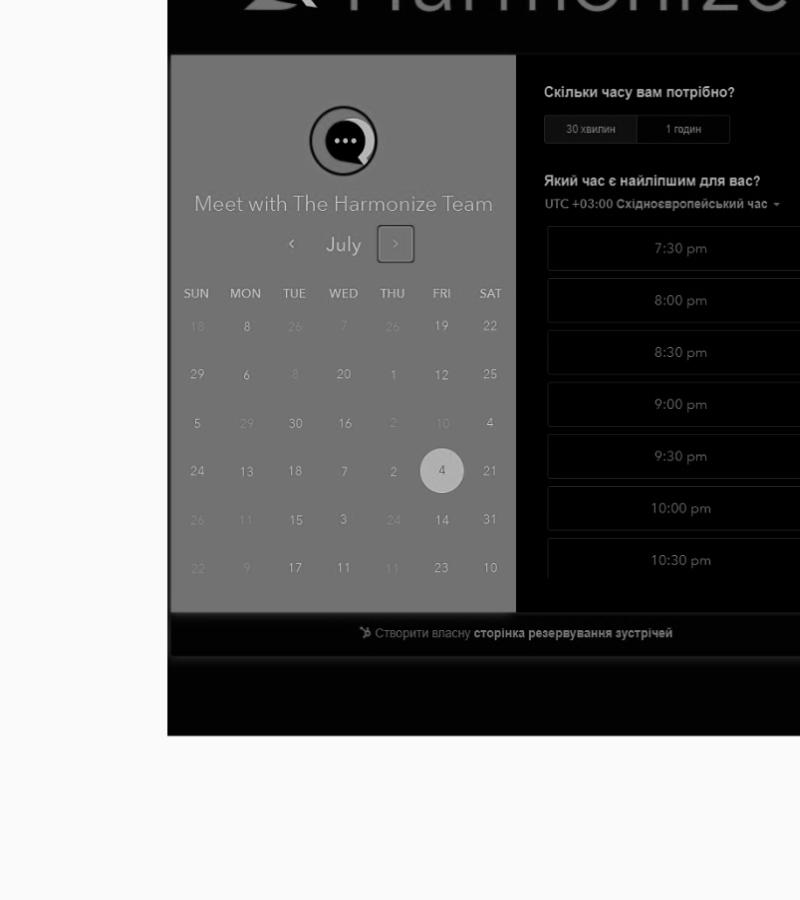 Harmonize
Meet with The Harmonize Team
July
SUN MON TUE WED THU FRI SAT
18 8 26 7 26 19 22
29 6 8 20 1 12 25
5 29 30 16 2 10 4
24 13 18 7 2 4 21
26 11 15 3 24 14 31
22 9 17 11 11 23 10
Скільки часу вам потрібно?
30 хвилин 1 годин
Який час є найліпшим для вас?
UTC +03:00 Східноєвропейський час
7:30 pm
8:00 pm
8:30 pm
9:00 pm
9:30 pm
10:00 pm
10:30 pm
Створити власну сторінка резервування зустрічей